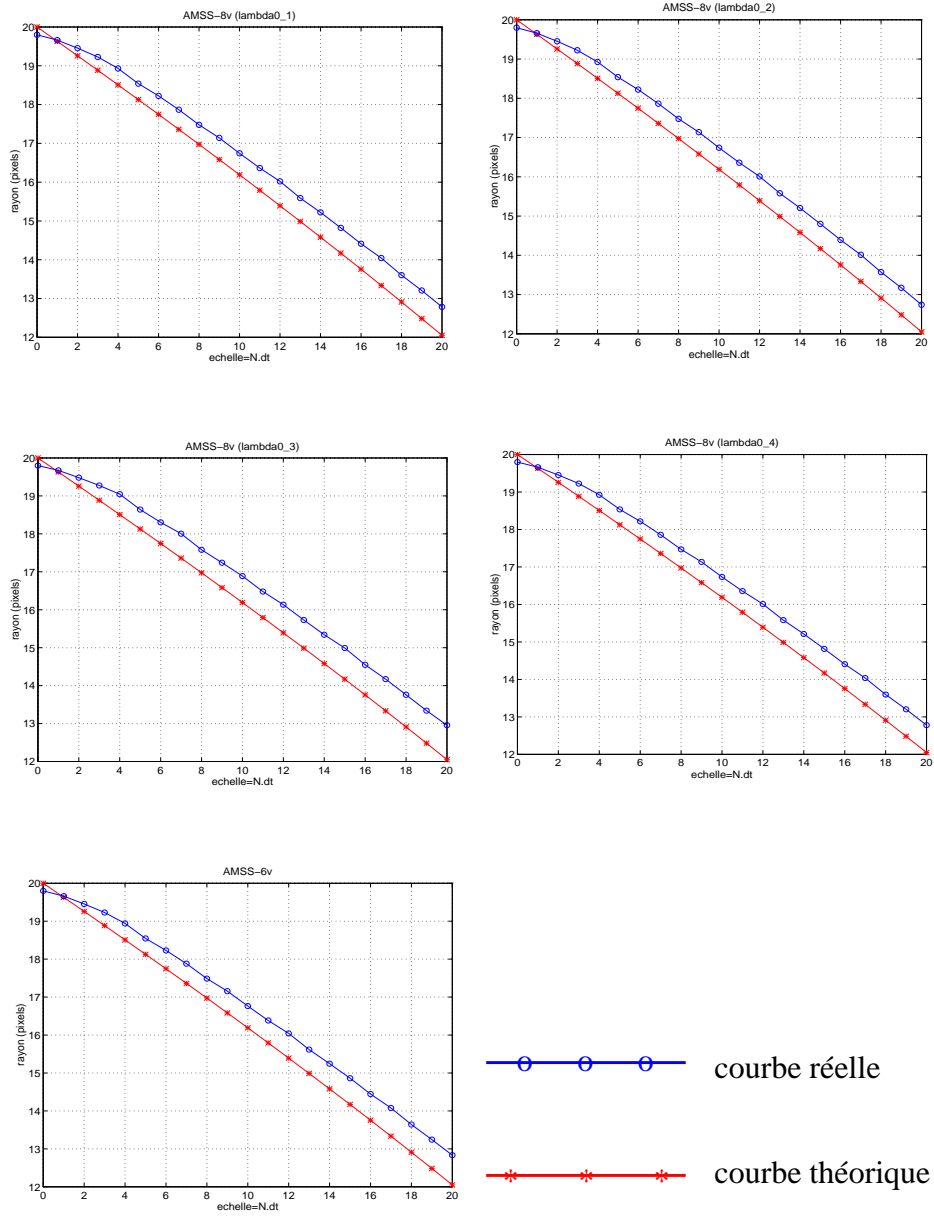 AMSS-8v (lambda0_1)
20
19
18
17
16
15
14
13
12
rayon (pixels)
0 2 4 6 8 10 12 14 16 18 20
echelle=N.dt
AMSS-8v (lambda0_2)
20
19
18
17
16
15
14
13
12
rayon (pixels)
0 2 4 6 8 10 12 14 16 18 20
echelle=N.dt
AMSS-8v (lambda0_3)
20
19
18
17
16
15
14
13
12
rayon (pixels)
0 2 4 6 8 10 12 14 16 18 20
echelle=N.dt
AMSS-8v (lambda0_4)
20
19
18
17
16
15
14
13
12
rayon (pixels)
0 2 4 6 8 10 12 14 16 18 20
echelle=N.dt
AMSS-6v
20
19
18
17
16
15
14
13
12
rayon (pixels)
0 2 4 6 8 10 12 14 16 18 20
echelle=N.dt
courbe réelle
courbe théorique